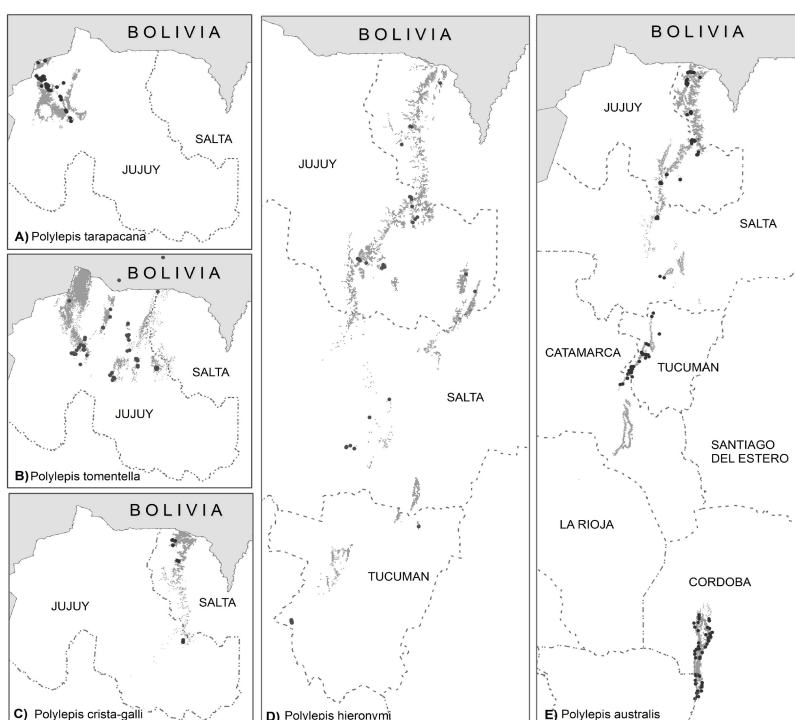 BOLIVIA
SALTA
JUJUY
A) Polylepis tarapacana
BOLIVIA
SALTA
JUJUY
B) Polylepis tomentella
BOLIVIA
JUJUY
SALTA
C) Polylepis crista-galli
BOLIVIA
JUJUY
SALTA
TUCUMAN
D) Polylepis hieronymi
BOLIVIA
JUJUY
SALTA
CATAMARCA
TUCUMAN
SANTIAGO
DEL ESTERO
LA RIOJA
CORDOBA
E) Polylepis australis